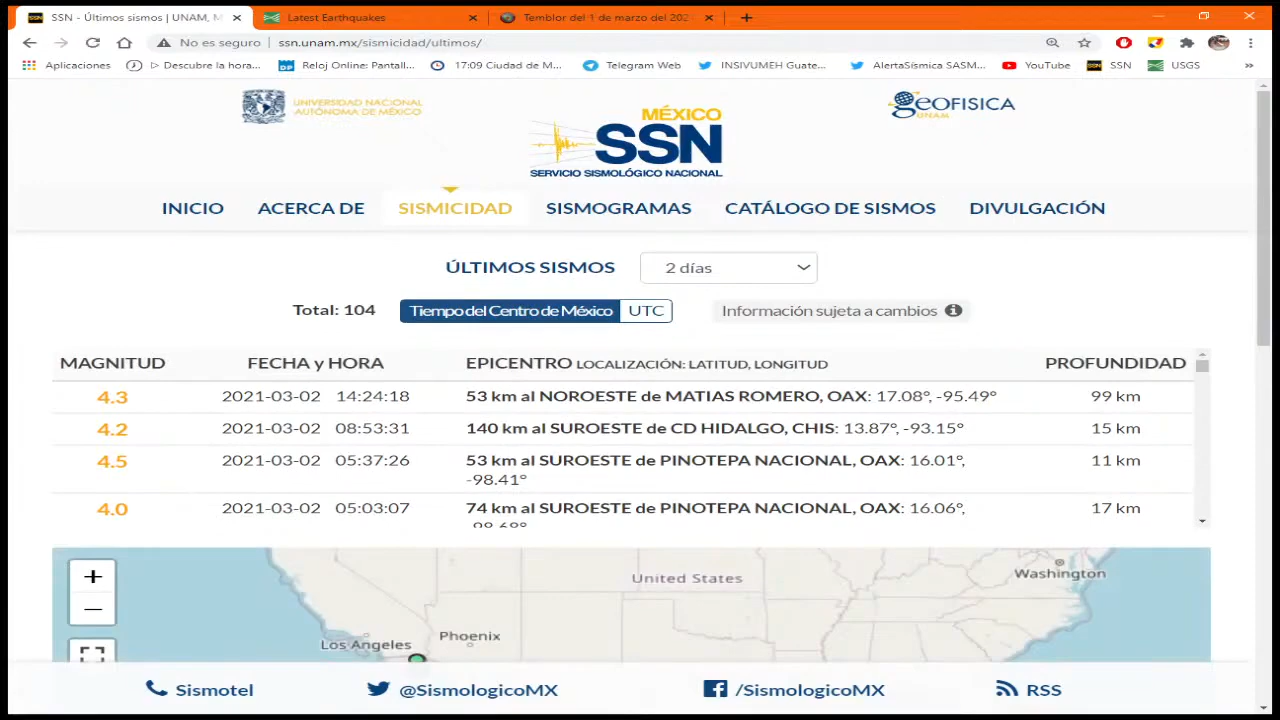 SSN - Últimos sismos | UNAM, M
Latest Earthquakes
Temblor del 1 de marzo del 202
No es seguro | ssn.unam.mx/sismicidad/ultimos/
Aplicaciones
Descubre la hora...
Reloj Online: Pantall...
17:09 Ciudad de M...
Telegram Web
INSIVUMEH Guate...
AlertaSísmica SASM...
YouTube
SSN
USGS
»
UNIVERSIDAD NACIONAL
AUTÓNOMA DE MÉXICO
MÉXICO
SSN
SERVICIO SISMOLÓGICO NACIONAL
GEOFISICA
UNAM
INICIO
ACERCA DE
SISMICIDAD
SISMOGRAMAS
CATÁLOGO DE SISMOS
DIVULGACIÓN
ÚLTIMOS SISMOS
2 días
Total: 104
Tiempo del Centro de México
UTC
Información sujeta a cambios
MAGNITUD FECHA y HORA EPICENTRO LOCALIZACIÓN: LATITUD, LONGITUD PROFUNDIDAD
4.3 2021-03-02 14:24:18 53 km al NOROESTE de MATIAS ROMERO, OAX: 17.08°, -95.49° 99 km
4.2 2021-03-02 08:53:31 140 km al SUROESTE de CD HIDALGO, CHIS: 13.87°, -93.15° 15 km
4.5 2021-03-02 05:37:26 53 km al SUROESTE de PINOTEPA NACIONAL, OAX: 16.01°, 11 km
-98.41°
4.0 2021-03-02 05:03:07 74 km al SUROESTE de PINOTEPA NACIONAL, OAX: 16.06°, 17 km
-98.68°
+
−
United States
Washington
Los Angeles
Phoenix
Sismotel
@SismologicoMX
/SismologicoMX
RSS